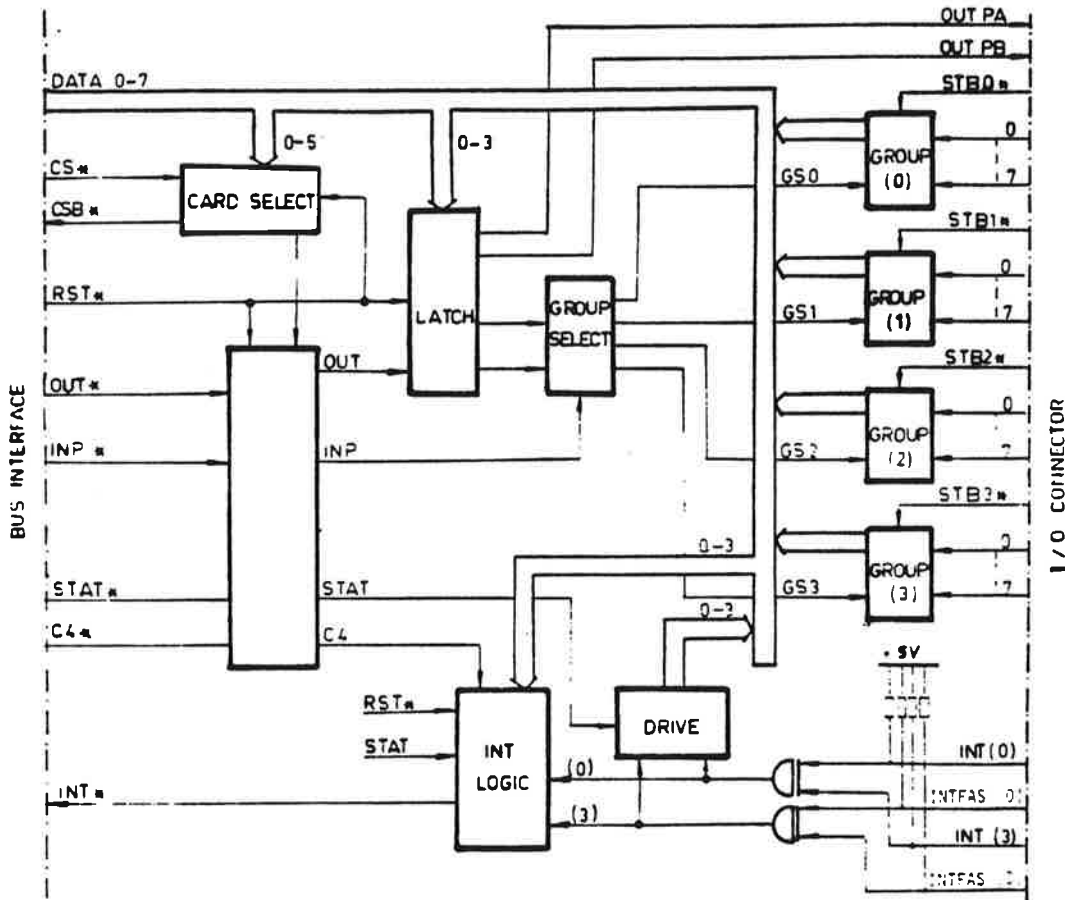 OUT PA
OUT PB
DATA 0-7
STB0*
0-5
0-3
0
CS*
GROUP
(0)
CARD SELECT
GS0
7
CSB*
STB1*
0
RST*
GROUP
(1)
LATCH
GROUP
SELECT
GS1
7
OUT
STB2*
OUT*
0
GROUP
(2)
INP*
INP
GS2
7
BUS INTERFACE
I/O CONNECTOR
STB3*
0-3
0
GROUP
(3)
STAT*
STAT
GS3
7
C4*
C4
5V
RST*
DRIVE
STAT
INT
LOGIC
(0)
INT(0)
INT*
(3)
INT (3)